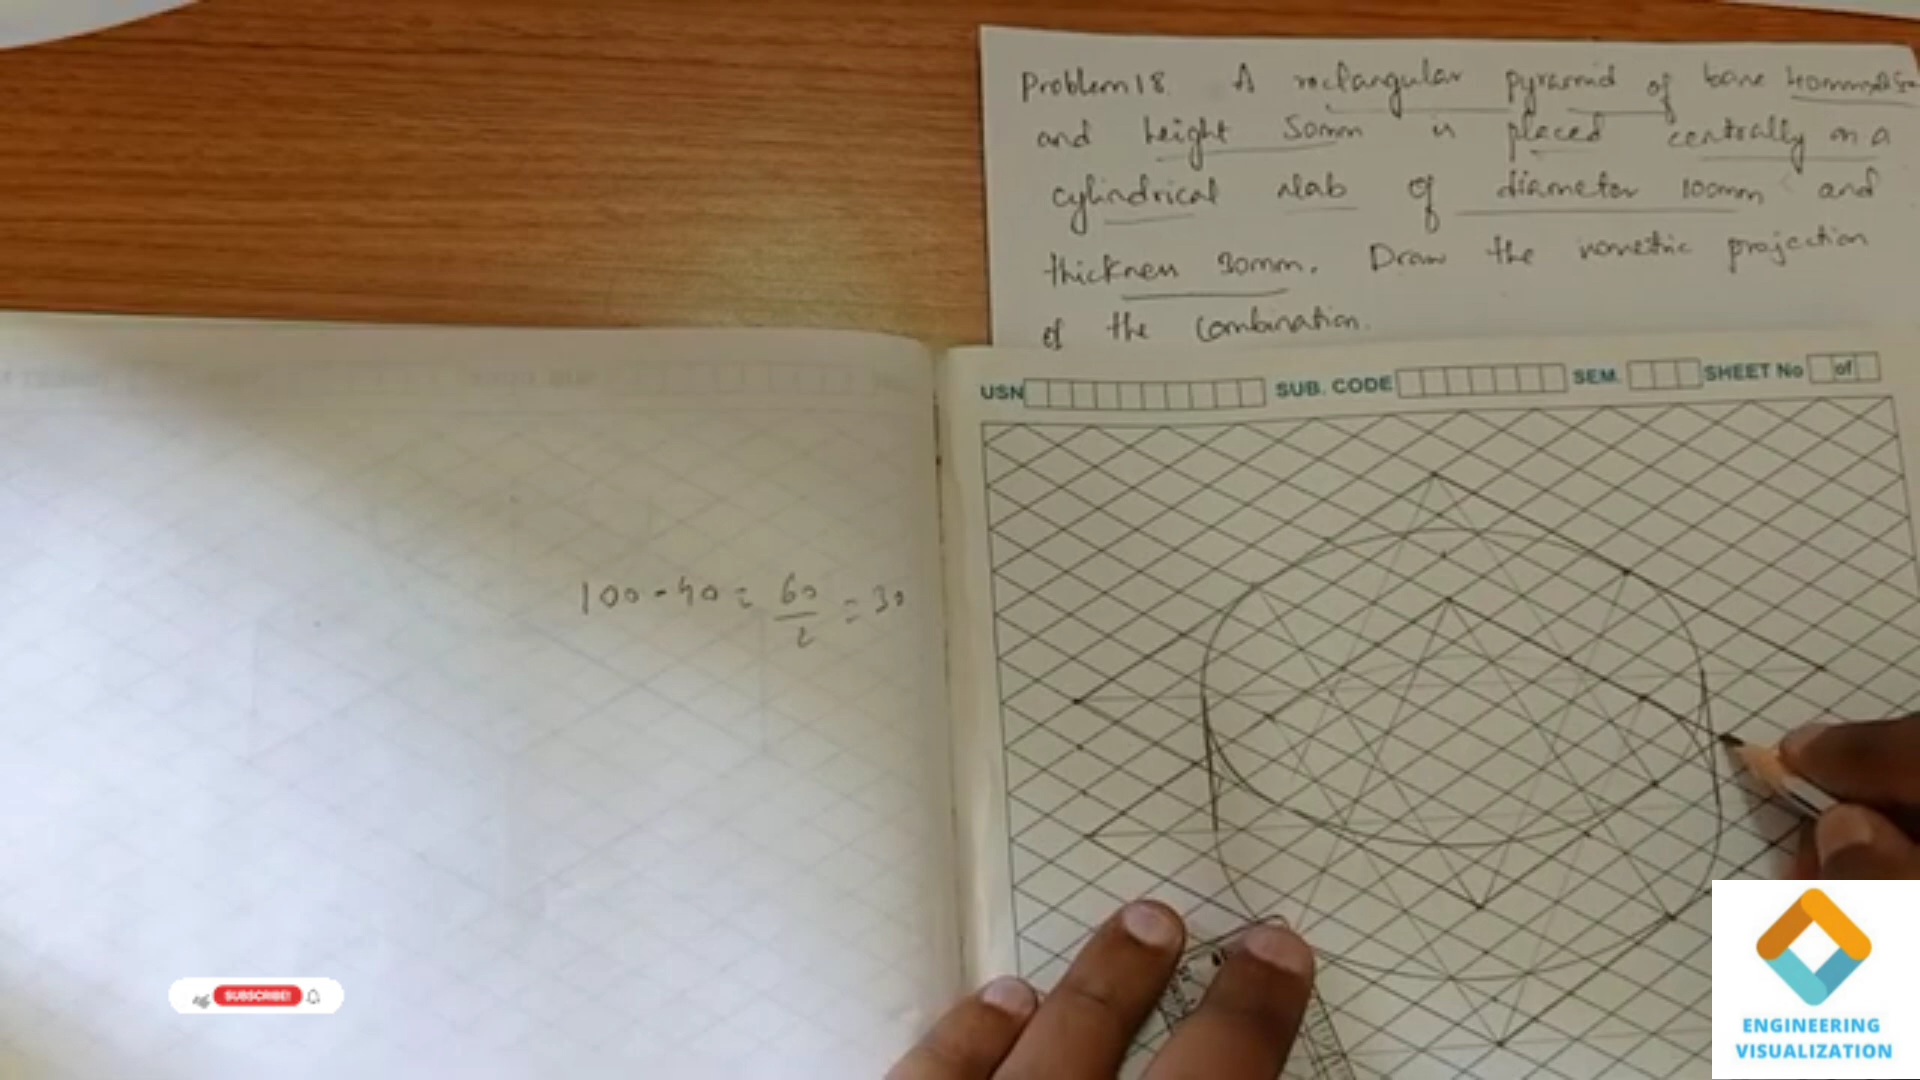 Problem 18. A rectangular pyramid of base 40mm
and height 50mm is placed centrally on a
cylindrical slab of diameter 100mm and
thickness 30mm. Draw the isometric projection
of the combination.
USN SUB. CODE SEM. SHEET No of
100-40 = 60/2 = 30
SUBSCRIBE!
ENGINEERING
VISUALIZATION